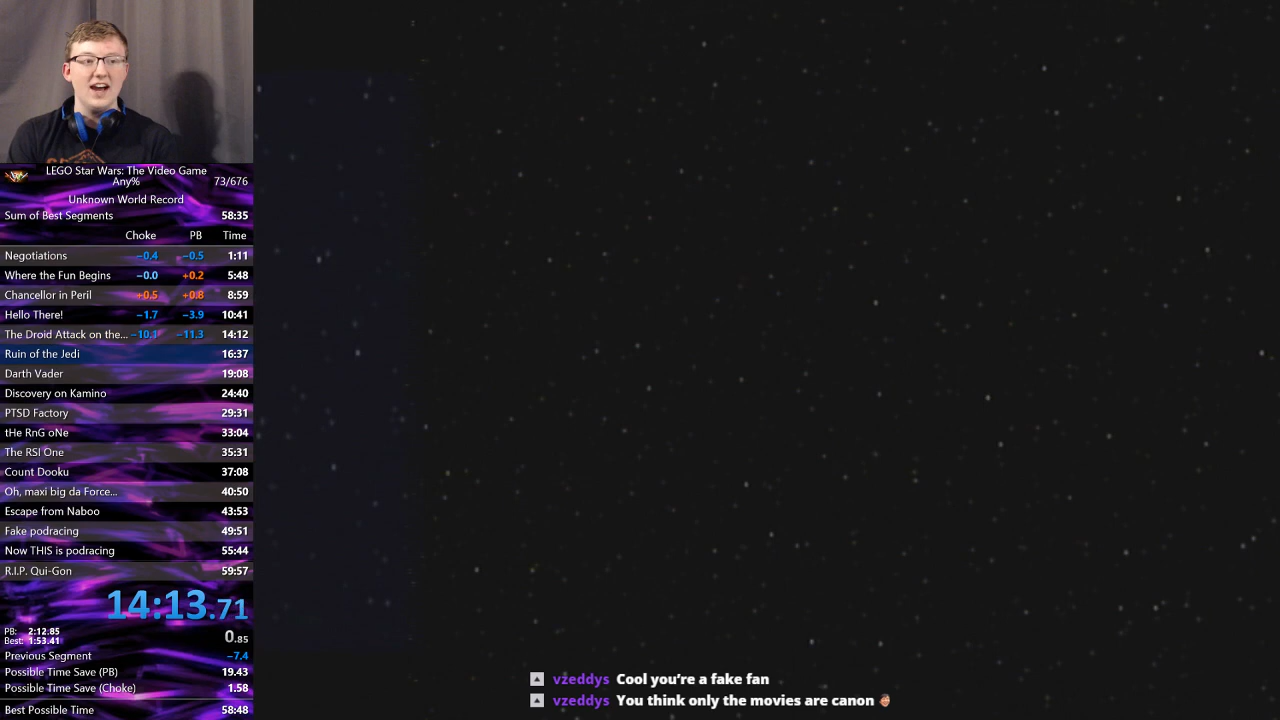 LEGO Star Wars: The Video Game
Any% 73/676
Unknown World Record
Sum of Best Segments 58:35
Choke PB Time
Negotiations −0.4 −0.5 1:11
Where the Fun Begins −0.0 +0.2 5:48
Chancellor in Peril +0.5 +0.8 8:59
Hello There! −1.7 −3.9 10:41
The Droid Attack on the... −10.1 −11.3 14:12
Ruin of the Jedi 16:37
Darth Vader 19:08
Discovery on Kamino 24:40
PTSD Factory 29:31
tHe RnG oNe 33:04
The RSI One 35:31
Count Dooku 37:08
Oh, maxi big da Force... 40:50
Escape from Naboo 43:53
Fake podracing 49:51
Now THIS is podracing 55:44
R.I.P. Qui-Gon 59:57
14:13.71
PB: 2:12.85
Best: 1:53.41 0.85
Previous Segment −7.4
Possible Time Save (PB) 19.43
Possible Time Save (Choke) 1.58
Best Possible Time 58:48
vzeddys Cool you're a fake fan
vzeddys You think only the movies are canon